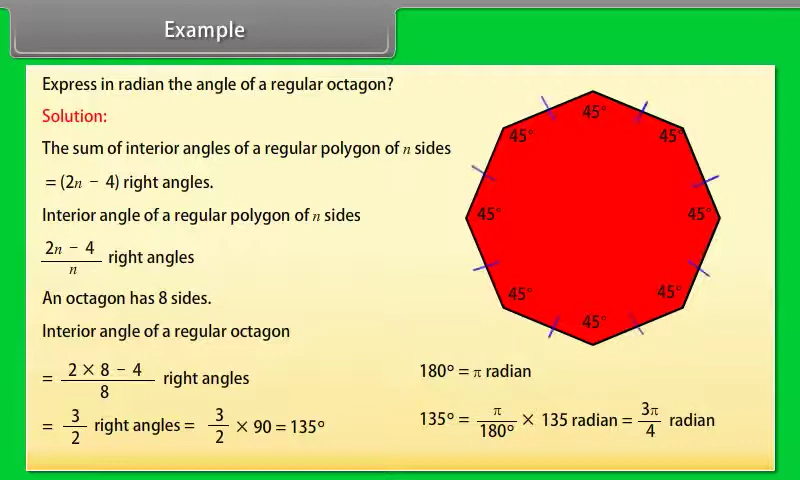 Example
Express in radian the angle of a regular octagon?
Solution:
The sum of interior angles of a regular polygon of n sides
= (2n − 4) right angles.
Interior angle of a regular polygon of n sides
2n − 4
n
right angles
An octagon has 8 sides.
Interior angle of a regular octagon
= 2 × 8 − 4 / 8 right angles
= 3/2 right angles = 3/2 × 90 = 135°
45°
45°
45°
45°
45°
45°
45°
45°
180° = π radian
135° = π/180° × 135 radian = 3π/4 radian